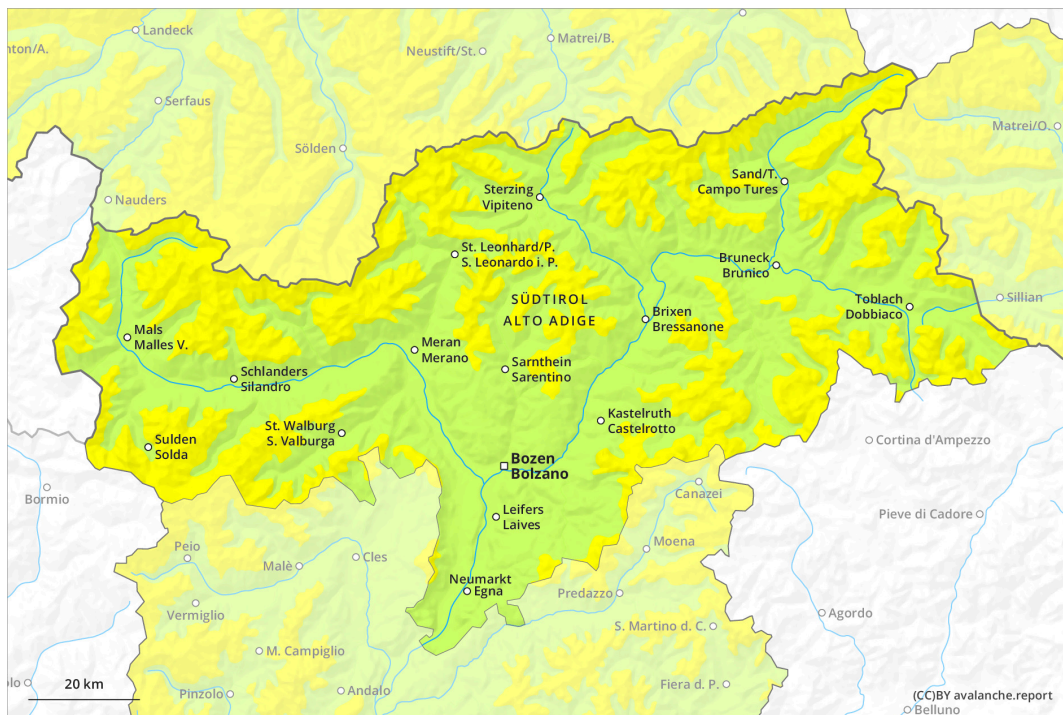 Landeck
nton/A.
Neustift/St.
Matrei/B.
Serfaus
Matrei/O.
Sölden
Sand/T.
Campo Tures
Sterzing
Vipiteno
Nauders
St. Leonhard/P.
S. Leonardo i. P.
Bruneck
Brunico
SÜDTIROL
ALTO ADIGE
Toblach
Dobbiaco
Sillian
Brixen
Bressanone
Mals
Malles V.
Meran
Merano
Sarnthein
Sarentino
Schlanders
Silandro
Kastelruth
Castelrotto
St. Walburg
S. Valburga
Sulden
Solda
Cortina d'Ampezzo
Bozen
Bolzano
Bormio
Canazei
Leifers
Laives
Pieve di Cadore
Peio
Cles
Moena
Malè
Neumarkt
Egna
Predazzo
Vermiglio
Agordo
S. Martino d. C.
M. Campiglio
olo
20 km
Pinzolo
Andalo
Fiera d. P.
(CC)BY avalanche.report
Belluno